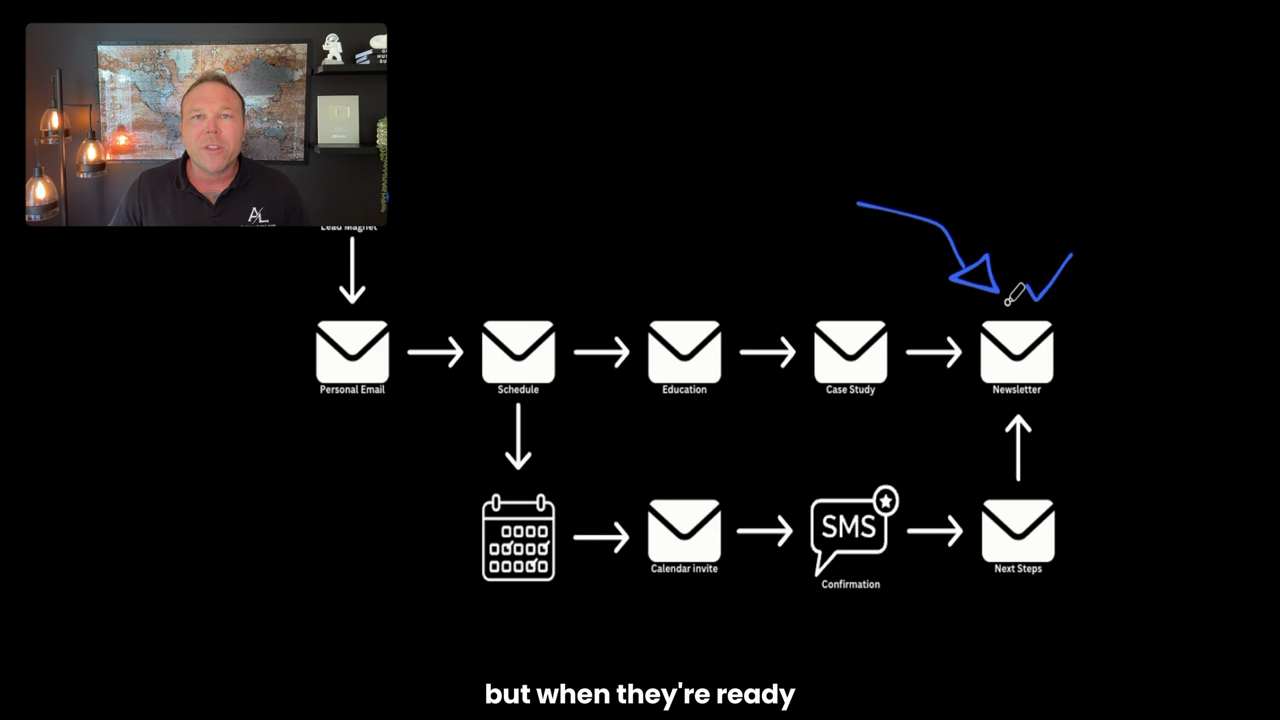 A/L
Lead Magnet
Personal Email
Schedule
Education
Case Study
Newsletter
SMS
Calendar invite
Confirmation
Next Steps
but when they're ready